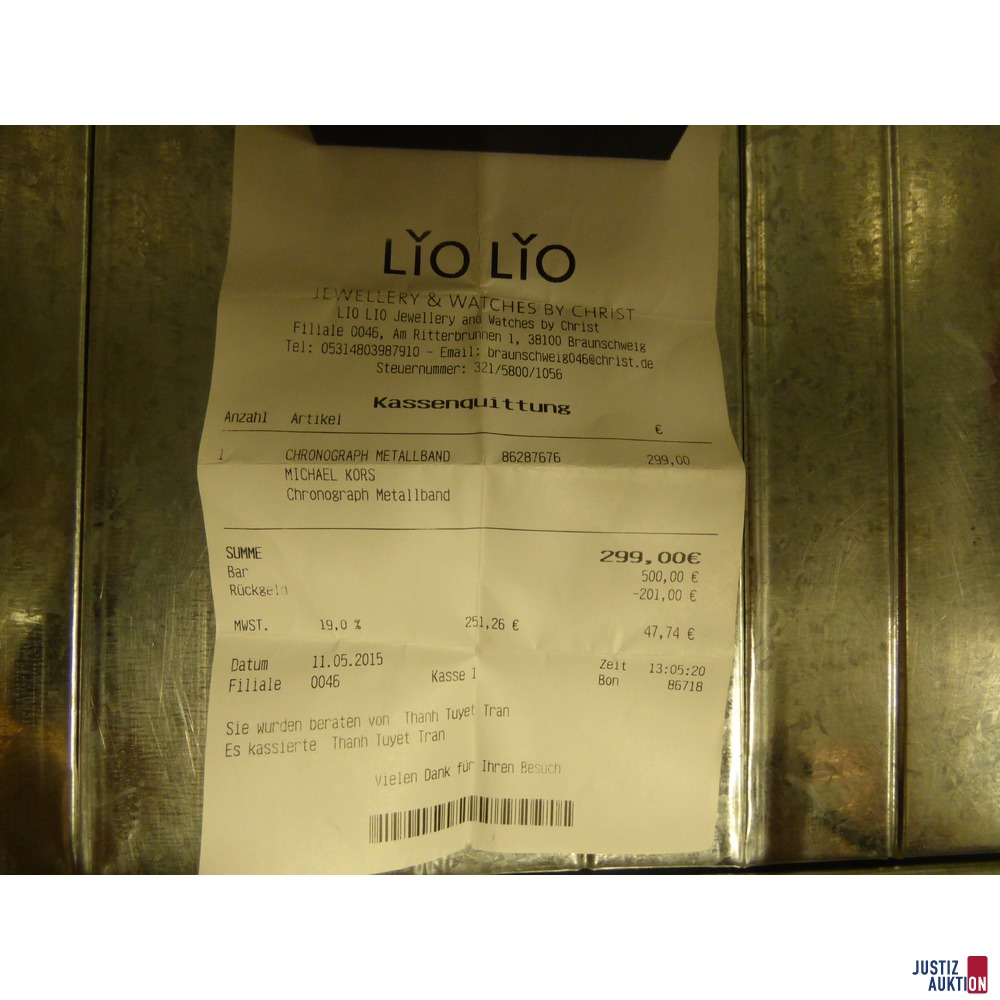 LIO LIO
JEWELLERY & WATCHES BY CHRIST
LIO LIO Jewellery and Watches by Christ
Filiale 0046, Am Ritterbrunnen 1, 38100 Braunschweig
Tel: 05314803987910 - Email: braunschweig046@christ.de
Steuernummer: 321/5800/1056
Kassenquittung
Anzahl Artikel €
1 CHRONOGRAPH METALLBAND 86287676 299,00
MICHAEL KORS
Chronograph Metallband
SUMME 299,00€
Bar 500,00 €
Rückgeld -201,00 €
MWST. 19,0 % 251,26 € 47,74 €
Datum 11.05.2015 Zeit 13:05:20
Filiale 0046 Kasse 1 Bon 86718
Sie wurden beraten von Thanh Tuyet Tran
Es kassierte Thanh Tuyet Tran
Vielen Dank für Ihren Besuch
JUSTIZ
AUKTION